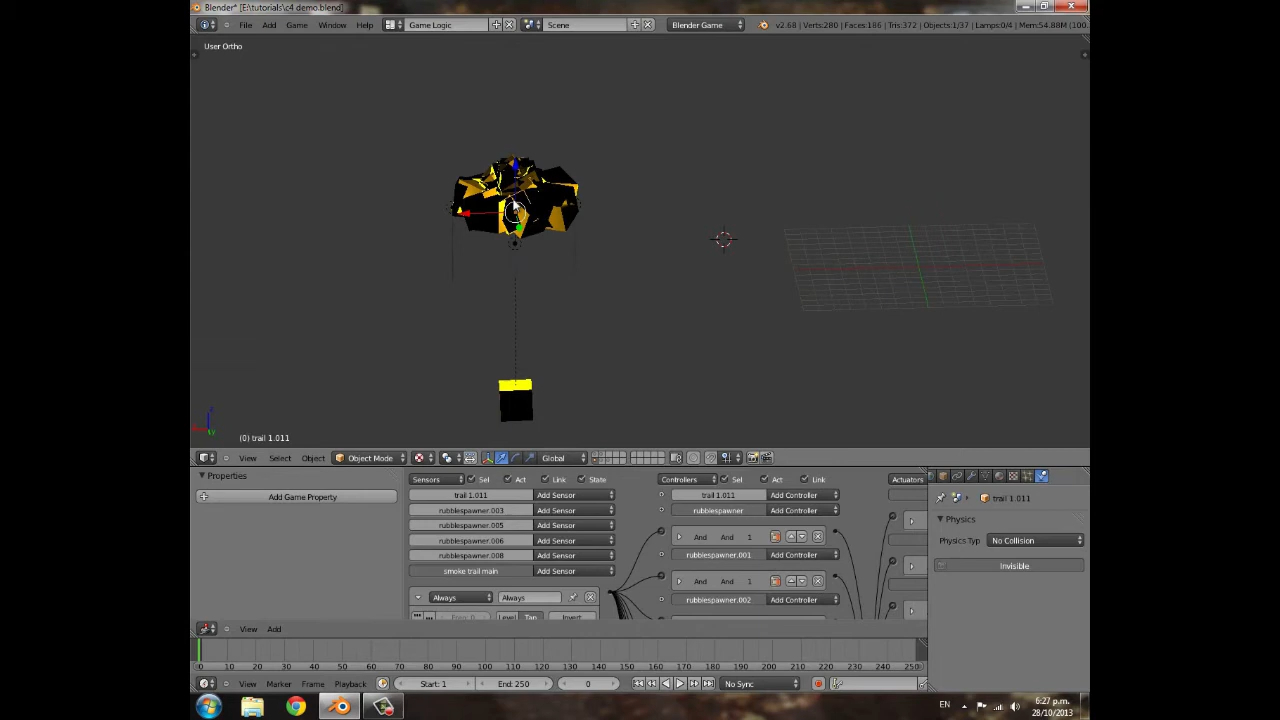 Blender* [E:\tutorials\c4 demo.blend]
File Add Game Window Help Game Logic Scene Blender Game v2.68 | Verts:280 | Faces:186 | Tris:372 | Objects:1/37 | Lamps:0/4 | Mem:54.88M (100.
User Ortho
(0) trail 1.011
View Select Object Object Mode Global
Properties
Add Game Property
Sensors Sel Act Link State
trail 1.011 Add Sensor
rubblespawner.003 Add Sensor
rubblespawner.005 Add Sensor
rubblespawner.006 Add Sensor
rubblespawner.008 Add Sensor
smoke trail main Add Sensor
Always Always
Freq: 0 Level Tap Invert
Controllers Sel Act Link
trail 1.011 Add Controller
rubblespawner Add Controller
And And 1
rubblespawner.001 Add Controller
And And 1
rubblespawner.002 Add Controller
Actuators
trail 1.011
Physics
Physics Typ No Collision
Invisible
View Add
0 10 20 30 40 50 60 70 80 90 100 110 120 130 140 150 160 170 180 190 200 210 220 230 240 250
View Marker Frame Playback Start: 1 End: 250 0 No Sync
EN 6:27 p.m.
28/10/2013